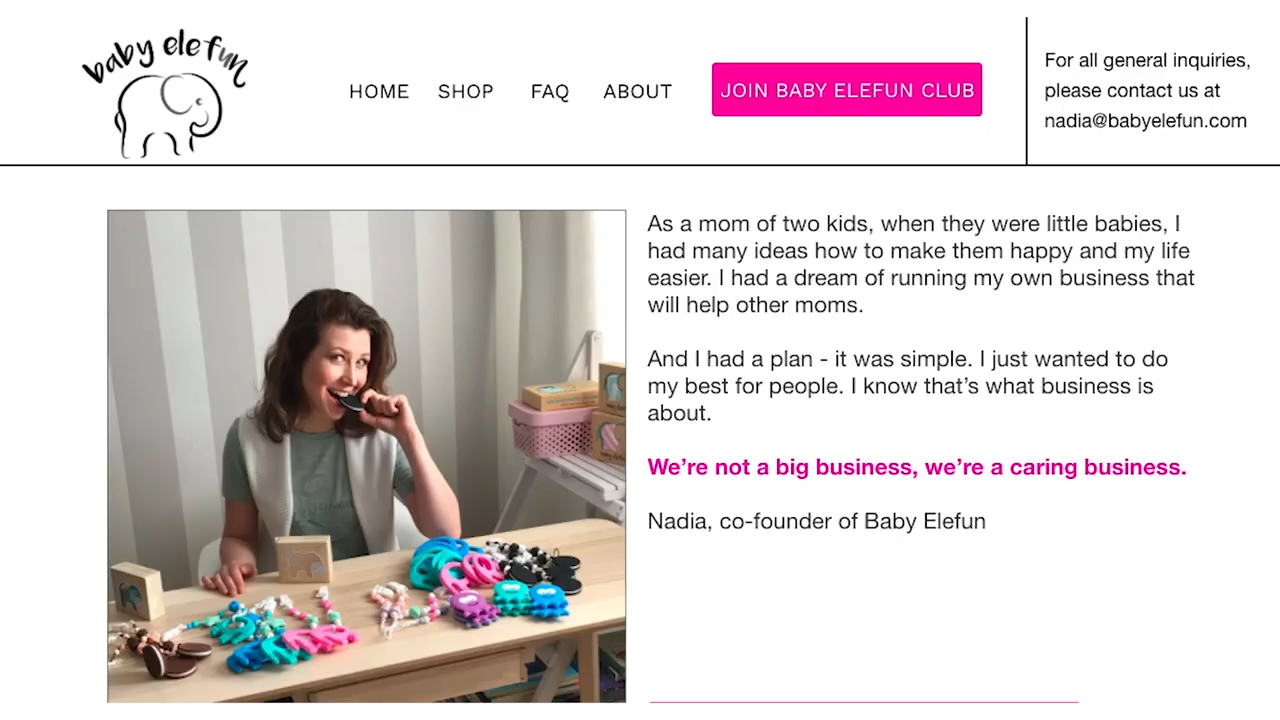 baby elefun
HOME SHOP FAQ ABOUT
JOIN BABY ELEFUN CLUB
For all general inquiries,
please contact us at
nadia@babyelefun.com
As a mom of two kids, when they were little babies, I
had many ideas how to make them happy and my life
easier. I had a dream of running my own business that
will help other moms.
And I had a plan - it was simple. I just wanted to do
my best for people. I know that’s what business is
about.
We’re not a big business, we’re a caring business.
Nadia, co-founder of Baby Elefun